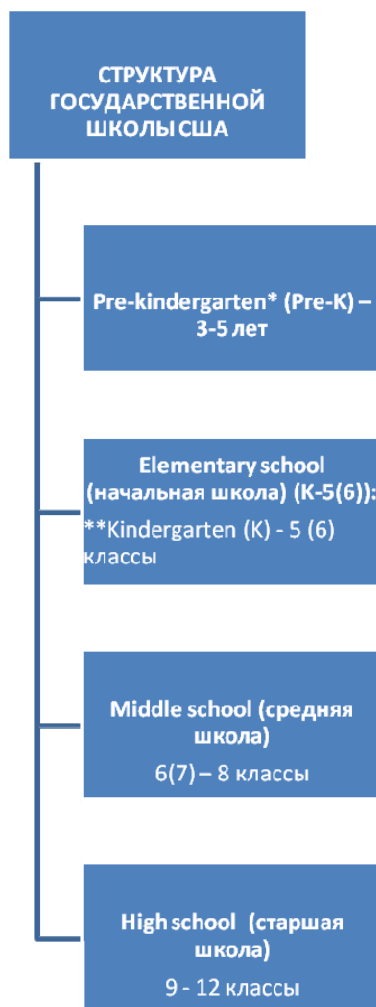 СТРУКТУРА
ГОСУДАРСТВЕННОЙ
ШКОЛЫ США
Pre-kindergarten* (Pre-K) –
3-5 лет
Elementary school
(начальная школа) (K-5(6)):
**Kindergarten (K) - 5 (6)
классы
Middle school (средняя
школа)
6(7) – 8 классы
High school (старшая
школа)
9 - 12 классы